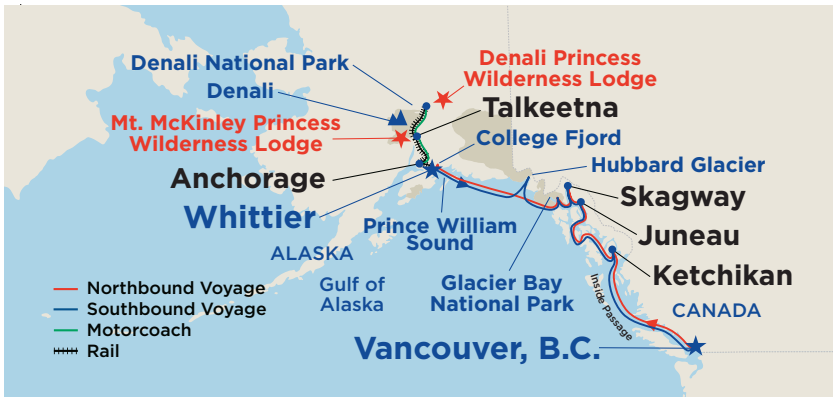 Denali National Park
Denali
Denali Princess
Wilderness Lodge
Mt. McKinley Princess
Wilderness Lodge
Talkeetna
College Fjord
Hubbard Glacier
Anchorage
Skagway
Whittier
Prince William
Sound
Juneau
ALASKA
Gulf of
Alaska
Glacier Bay
National Park
Ketchikan
Inside Passage
CANADA
Northbound Voyage
Southbound Voyage
Motorcoach
Rail
Vancouver, B.C.